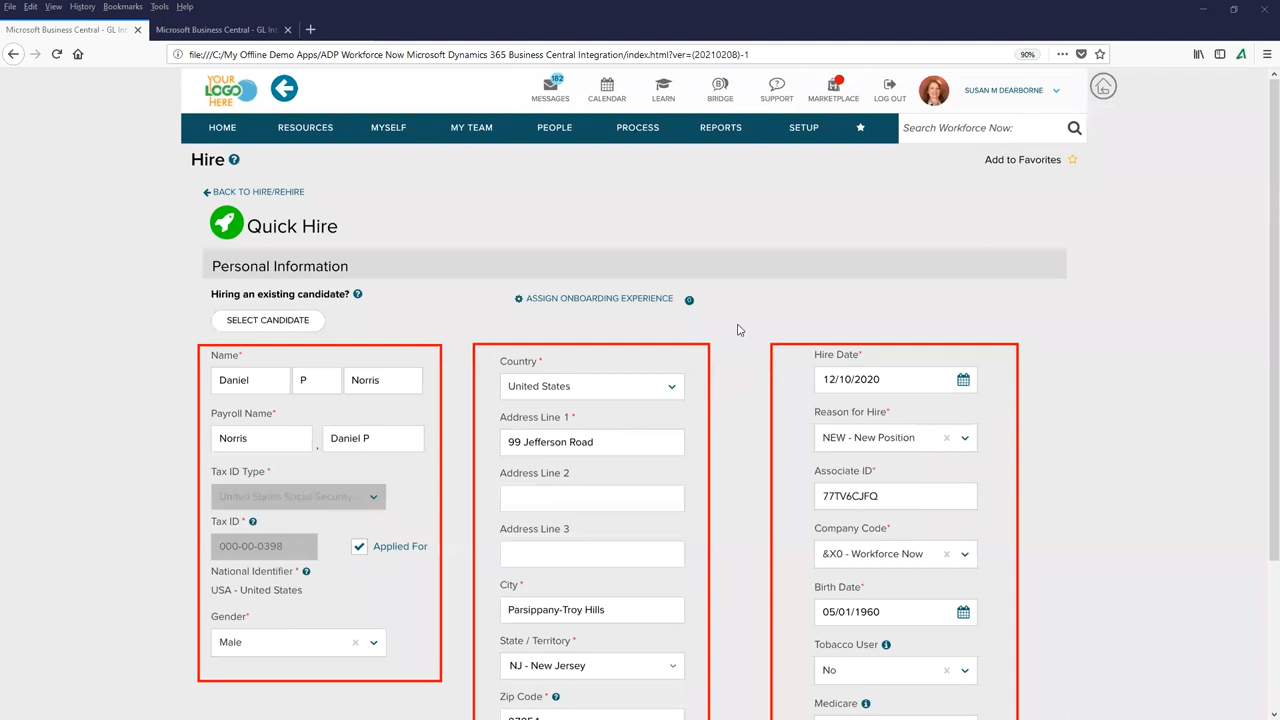 File Edit View History Bookmarks Tools Help
Microsoft Business Central - GL Int
Microsoft Business Central - GL Int
file:///C:/My Offline Demo Apps/ADP Workforce Now Microsoft Dynamics 365 Business Central Integration/index.html?ver=(20210208)-1
90%
YOUR
LOGO
HERE
182
MESSAGES CALENDAR LEARN BRIDGE SUPPORT MARKETPLACE LOG OUT SUSAN M DEARBORNE
HOME RESOURCES MYSELF MY TEAM PEOPLE PROCESS REPORTS SETUP Search Workforce Now:
Hire ?
Add to Favorites
BACK TO HIRE/REHIRE
Quick Hire
Personal Information
Hiring an existing candidate? ?
ASSIGN ONBOARDING EXPERIENCE 0
SELECT CANDIDATE
Name*
Daniel P Norris
Payroll Name*
Norris , Daniel P
Tax ID Type *
United States Social Security
Tax ID * ?
000-00-0398 Applied For
National Identifier * ?
USA - United States
Gender*
Male
Country *
United States
Address Line 1 *
99 Jefferson Road
Address Line 2
Address Line 3
City *
Parsippany-Troy Hills
State / Territory *
NJ - New Jersey
Zip Code * ?
Hire Date*
12/10/2020
Reason for Hire*
NEW - New Position
Associate ID*
77TV6CJFQ
Company Code*
&X0 - Workforce Now
Birth Date*
05/01/1960
Tobacco User
No
Medicare